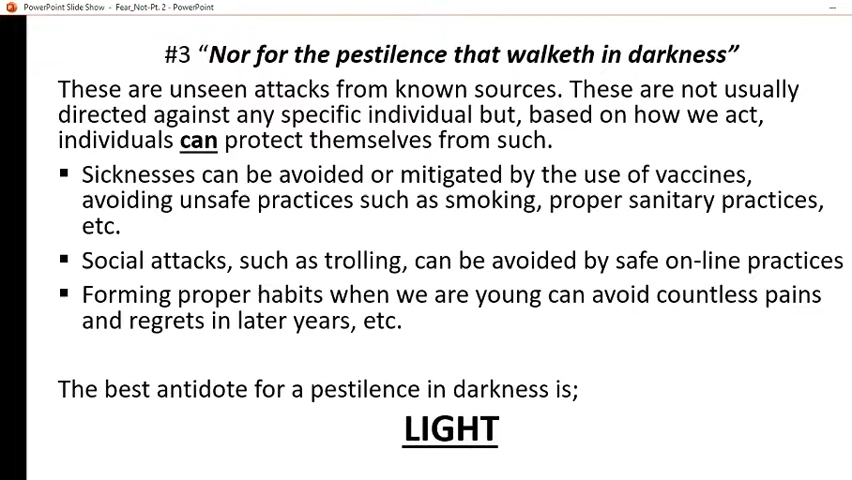 PowerPoint Slide Show - Fear_Not-Pt. 2 - PowerPoint
#3 “Nor for the pestilence that walketh in darkness”
These are unseen attacks from known sources. These are not usually
directed against any specific individual but, based on how we act,
individuals can protect themselves from such.
▪ Sicknesses can be avoided or mitigated by the use of vaccines,
avoiding unsafe practices such as smoking, proper sanitary practices,
etc.
▪ Social attacks, such as trolling, can be avoided by safe on-line practices
▪ Forming proper habits when we are young can avoid countless pains
and regrets in later years, etc.
The best antidote for a pestilence in darkness is;
LIGHT